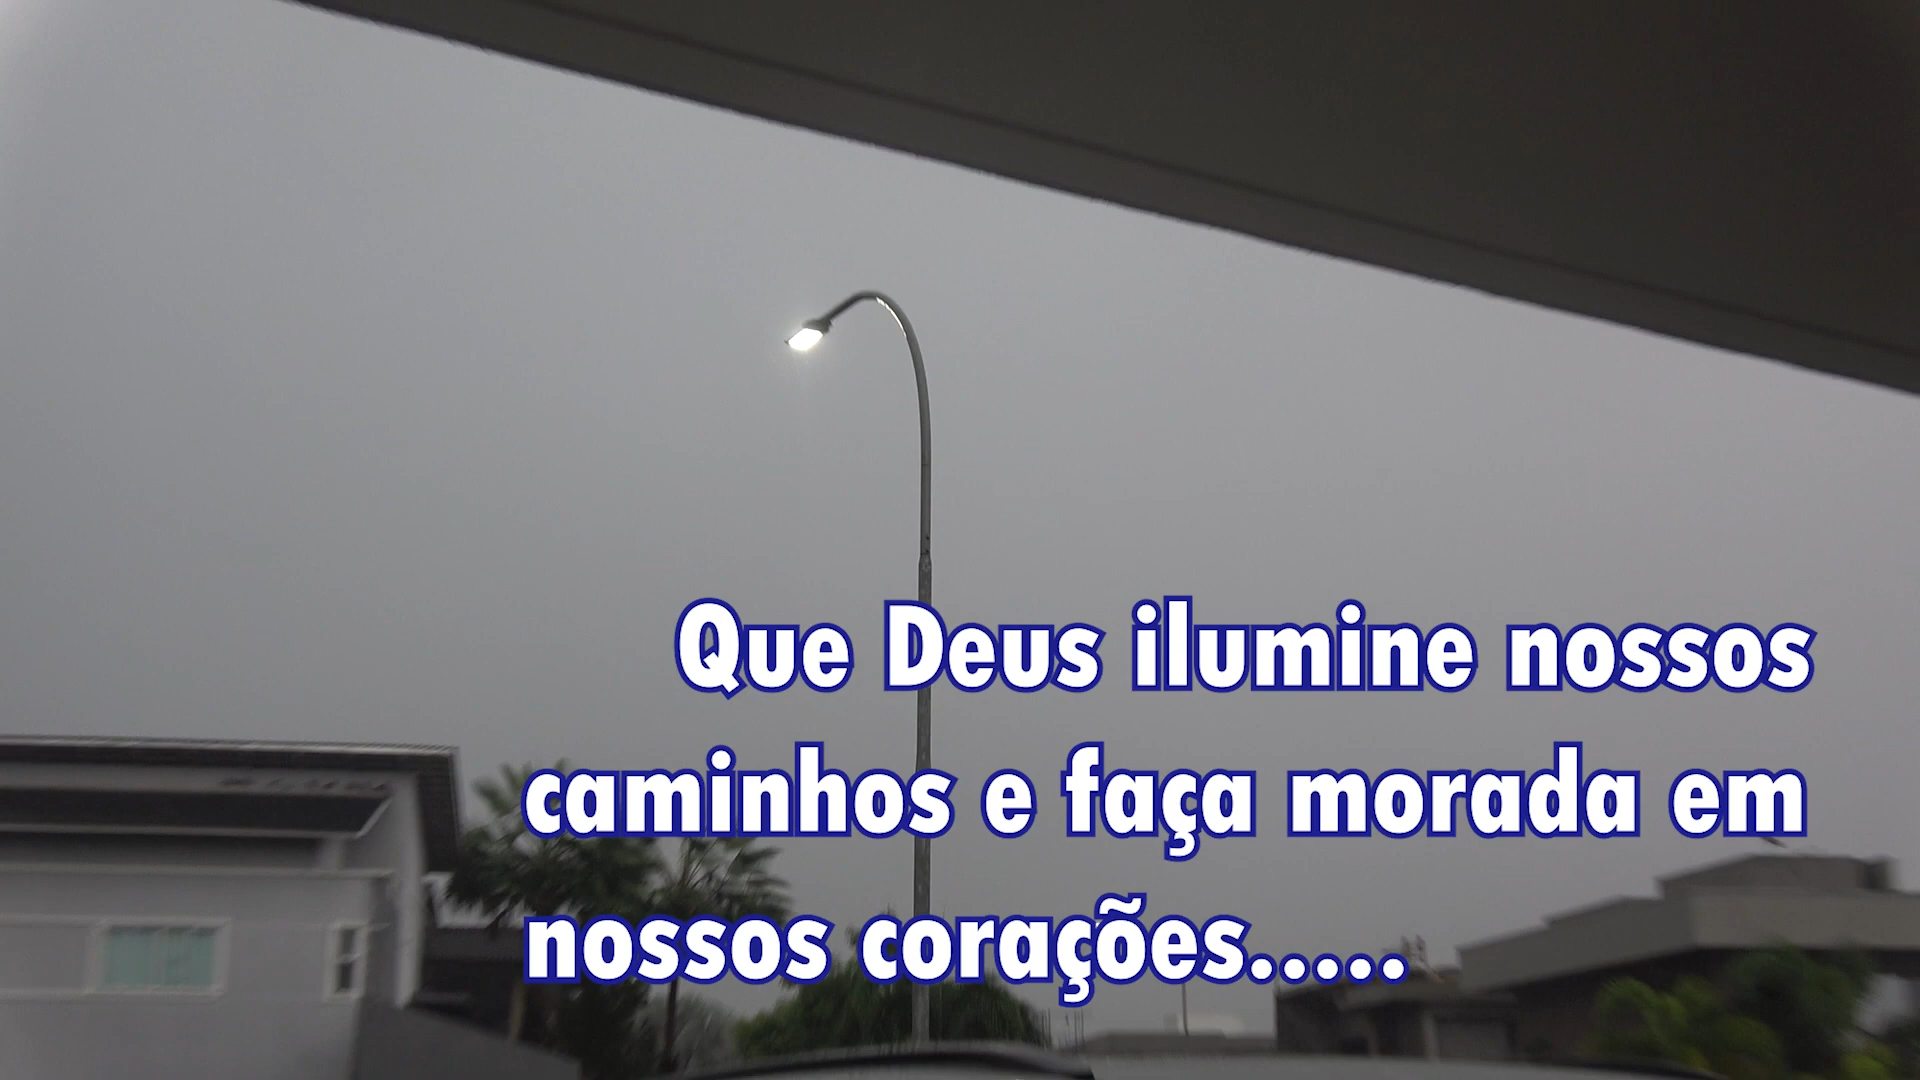 Que Deus ilumine nossos
caminhos e faça morada em
nossos corações.....